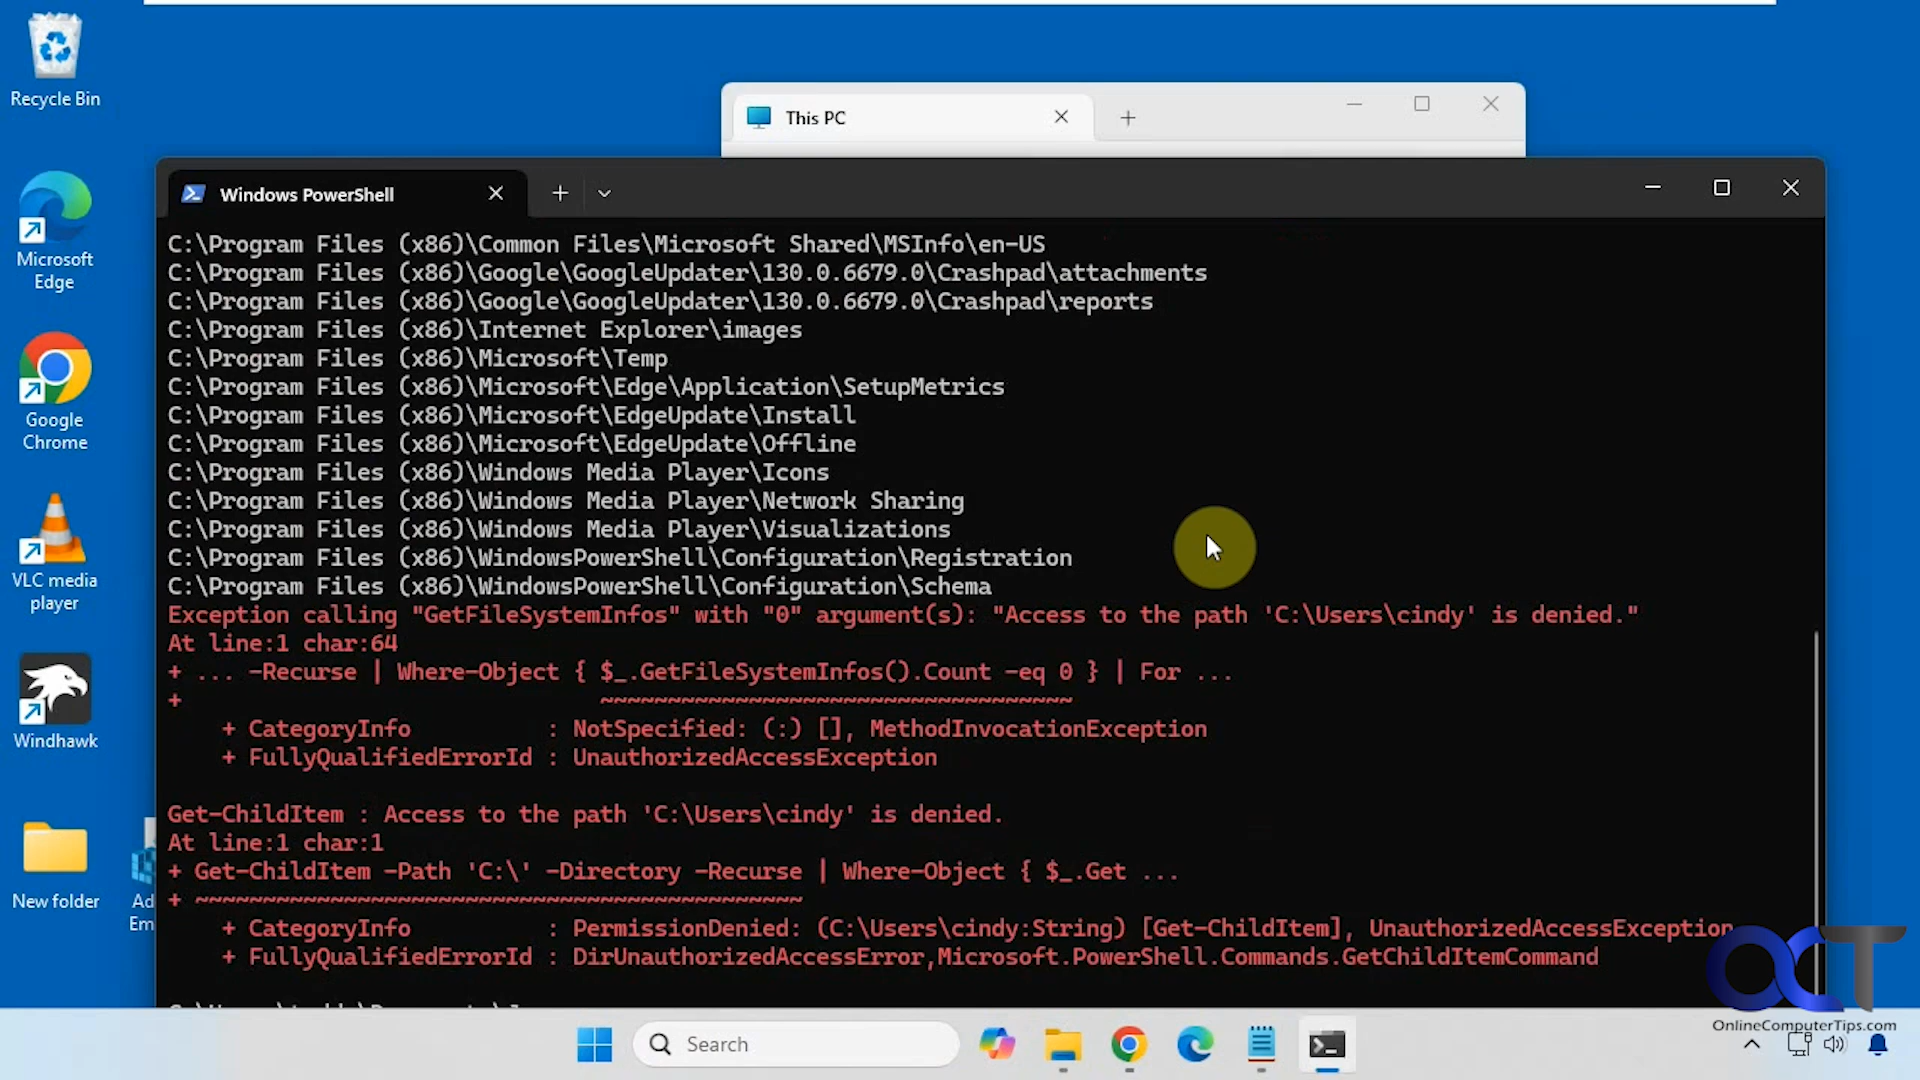 Recycle Bin
Microsoft
Edge
Google
Chrome
VLC media
player
Windhawk
New folder
Ad
Em
This PC
Windows PowerShell
C:\Program Files (x86)\Common Files\Microsoft Shared\MSInfo\en-US
C:\Program Files (x86)\Google\GoogleUpdater\130.0.6679.0\Crashpad\attachments
C:\Program Files (x86)\Google\GoogleUpdater\130.0.6679.0\Crashpad\reports
C:\Program Files (x86)\Internet Explorer\images
C:\Program Files (x86)\Microsoft\Temp
C:\Program Files (x86)\Microsoft\Edge\Application\SetupMetrics
C:\Program Files (x86)\Microsoft\EdgeUpdate\Install
C:\Program Files (x86)\Microsoft\EdgeUpdate\Offline
C:\Program Files (x86)\Windows Media Player\Icons
C:\Program Files (x86)\Windows Media Player\Network Sharing
C:\Program Files (x86)\Windows Media Player\Visualizations
C:\Program Files (x86)\WindowsPowerShell\Configuration\Registration
C:\Program Files (x86)\WindowsPowerShell\Configuration\Schema
Exception calling "GetFileSystemInfos" with "0" argument(s): "Access to the path 'C:\Users\cindy' is denied."
At line:1 char:64
+ ... -Recurse | Where-Object { $_.GetFileSystemInfos().Count -eq 0 } | For ...
+                               ~~~~~~~~~~~~~~~~~~~~~~~~~~~~~~~~~~~
    + CategoryInfo          : NotSpecified: (:) [], MethodInvocationException
    + FullyQualifiedErrorId : UnauthorizedAccessException
Get-ChildItem : Access to the path 'C:\Users\cindy' is denied.
At line:1 char:1
+ Get-ChildItem -Path 'C:\' -Directory -Recurse | Where-Object { $_.Get ...
+ ~~~~~~~~~~~~~~~~~~~~~~~~~~~~~~~~~~~~~~~~~~~~~
    + CategoryInfo          : PermissionDenied: (C:\Users\cindy:String) [Get-ChildItem], UnauthorizedAccessException
    + FullyQualifiedErrorId : DirUnauthorizedAccessError,Microsoft.PowerShell.Commands.GetChildItemCommand
OCT
OnlineComputerTips.com
Search